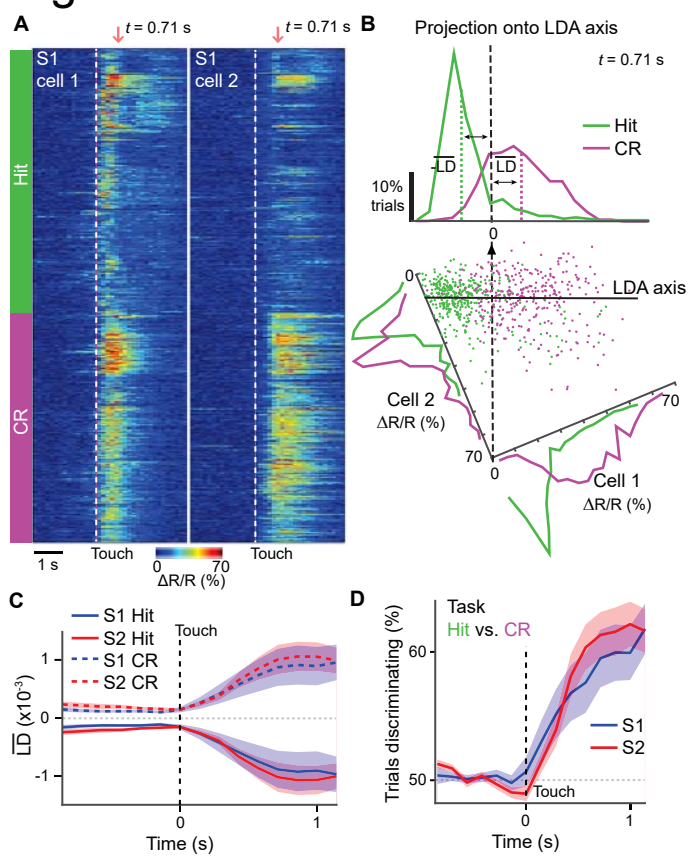 A
t = 0.71 s
t = 0.71 s
S1
cell 1
S1
cell 2
Hit
CR
1 s
Touch
0
70
ΔR/R (%)
Touch
B
Projection onto LDA axis
t = 0.71 s
Hit
CR
-LD
LD
10%
trials
0
0
LDA axis
Cell 2
ΔR/R (%)
70
0
70
Cell 1
ΔR/R (%)
C
S1 Hit
S2 Hit
S1 CR
S2 CR
Touch
LD (x10⁻³)
1
0
-1
0
1
Time (s)
D
Task
Hit vs. CR
Trials discriminating (%)
60
50
S1
S2
Touch
0
1
Time (s)